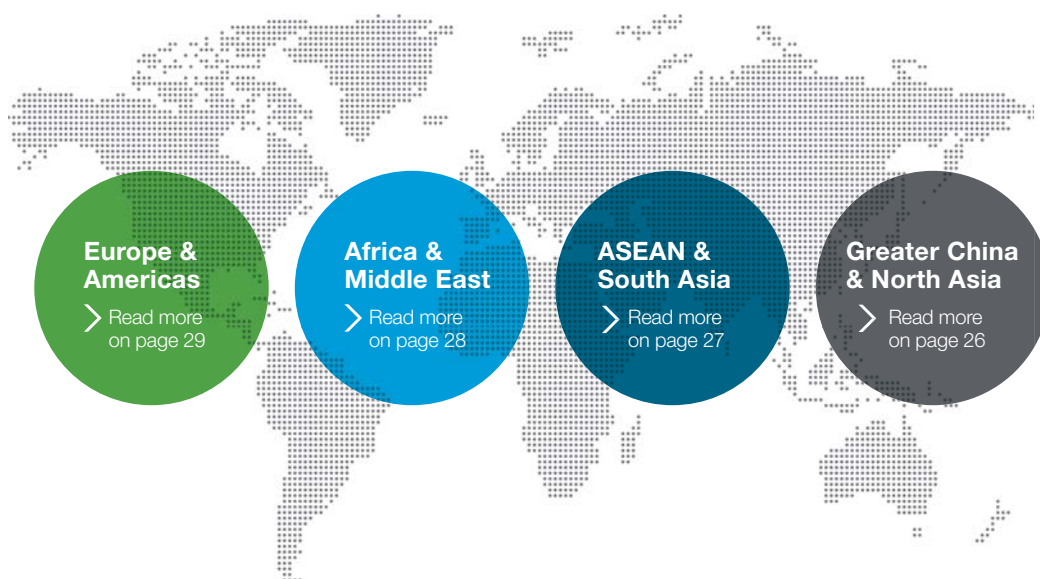 Europe &
Americas
Read more
on page 29
Africa &
Middle East
Read more
on page 28
ASEAN &
South Asia
Read more
on page 27
Greater China
& North Asia
Read more
on page 26